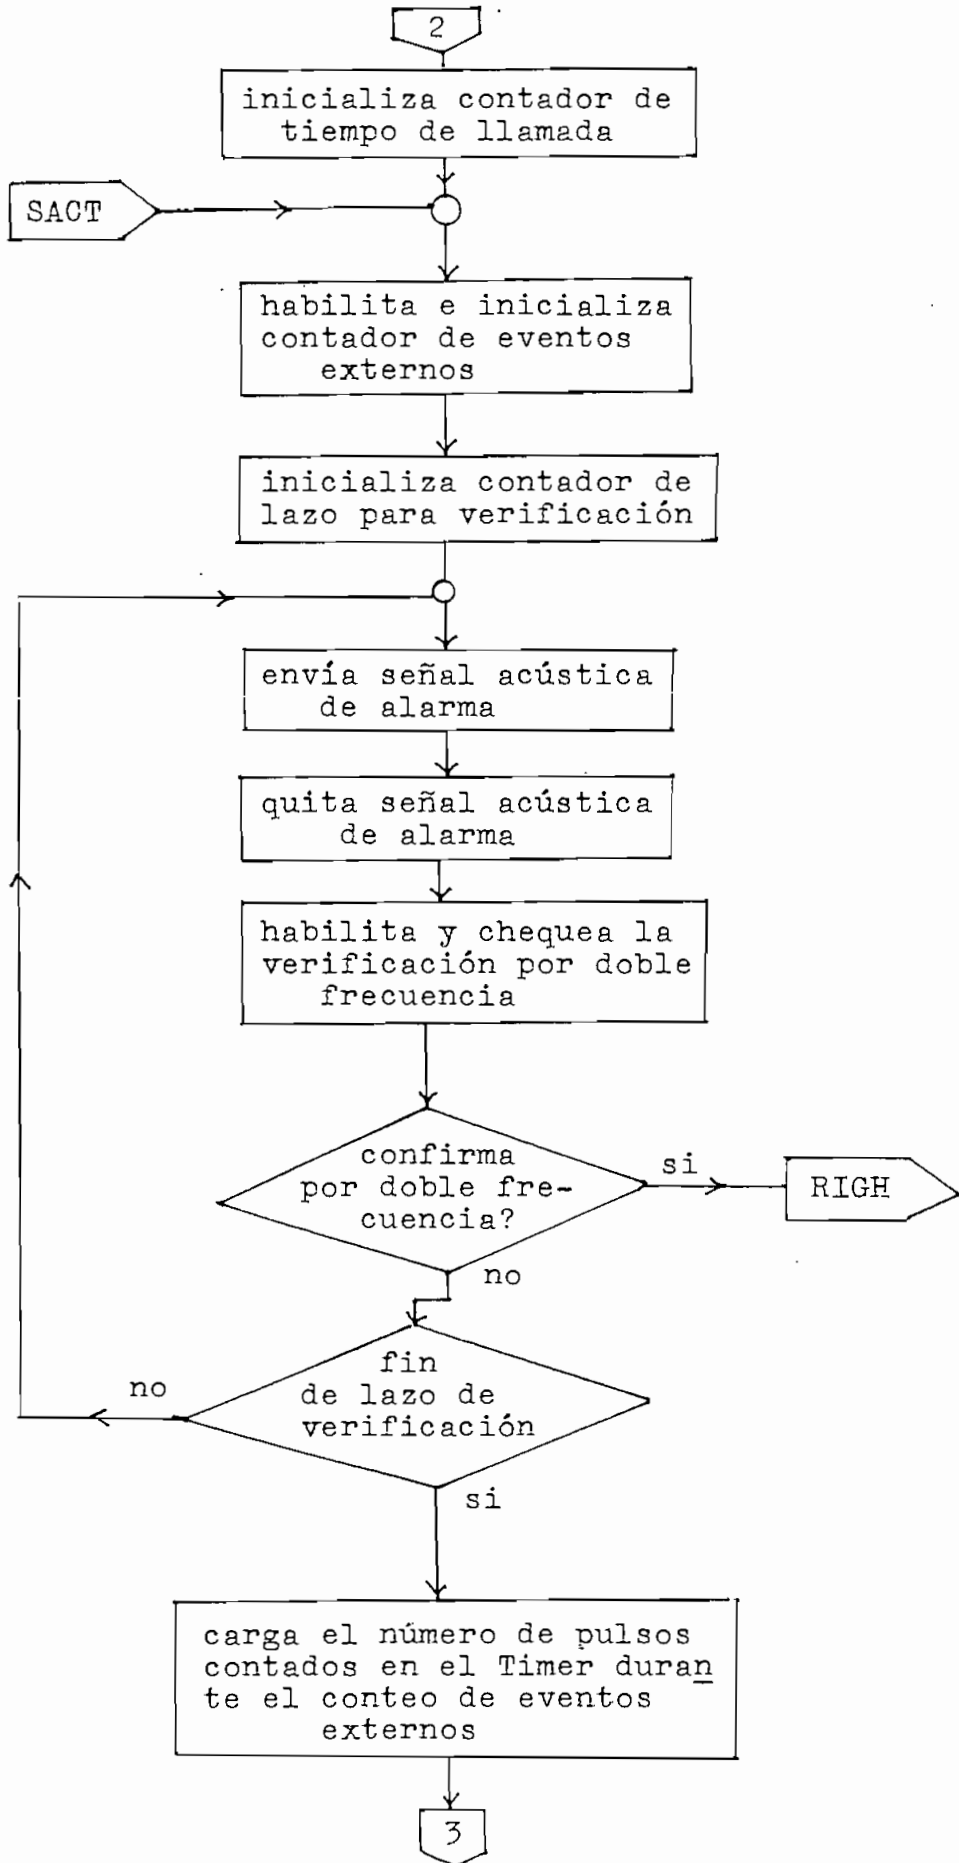 2
inicializa contador de
tiempo de llamada
SACT
habilita e inicializa
contador de eventos
externos
inicializa contador de
lazo para verificación
envía señal acústica
de alarma
quita señal acústica
de alarma
habilita y chequea la
verificación por doble
frecuencia
confirma
por doble fre-
cuencia?
si
RIGH
no
fin
de lazo de
verificación
no
si
carga el número de pulsos
contados en el Timer duran
te el conteo de eventos
externos
3